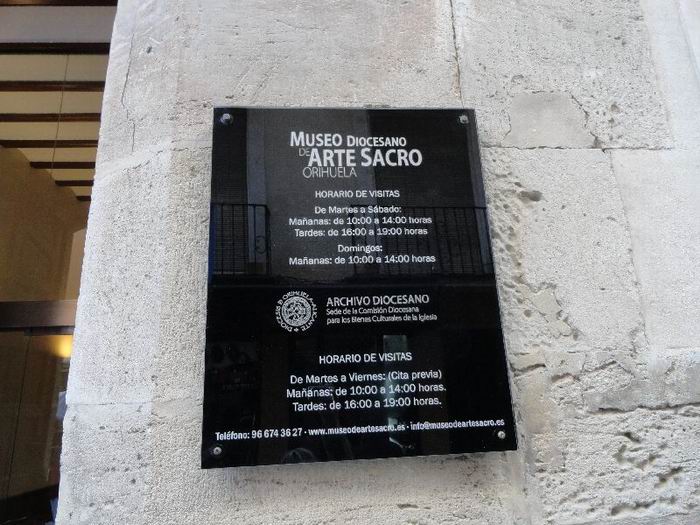 MUSEO DIOCESANO
DE ARTE SACRO
ORIHUELA
HORARIO DE VISITAS
De Martes a Sábado:
Mañanas: de 10:00 a 14:00 horas
Tardes: de 16:00 a 19:00 horas
Domingos:
Mañanas: de 10:00 a 14:00 horas
DIOCESIS DE ORIHUELA-ALICANTE
ARCHIVO DIOCESANO
Sede de la Comisión Diocesana
para los Bienes Culturales de la Iglesia
HORARIO DE VISITAS
De Martes a Viernes: (Cita previa)
Mañanas: de 10:00 a 14:00 horas.
Tardes: de 16:00 a 19:00 horas.
Teléfono: 96 674 36 27 · www.museodeartesacro.es · info@museodeartesacro.es